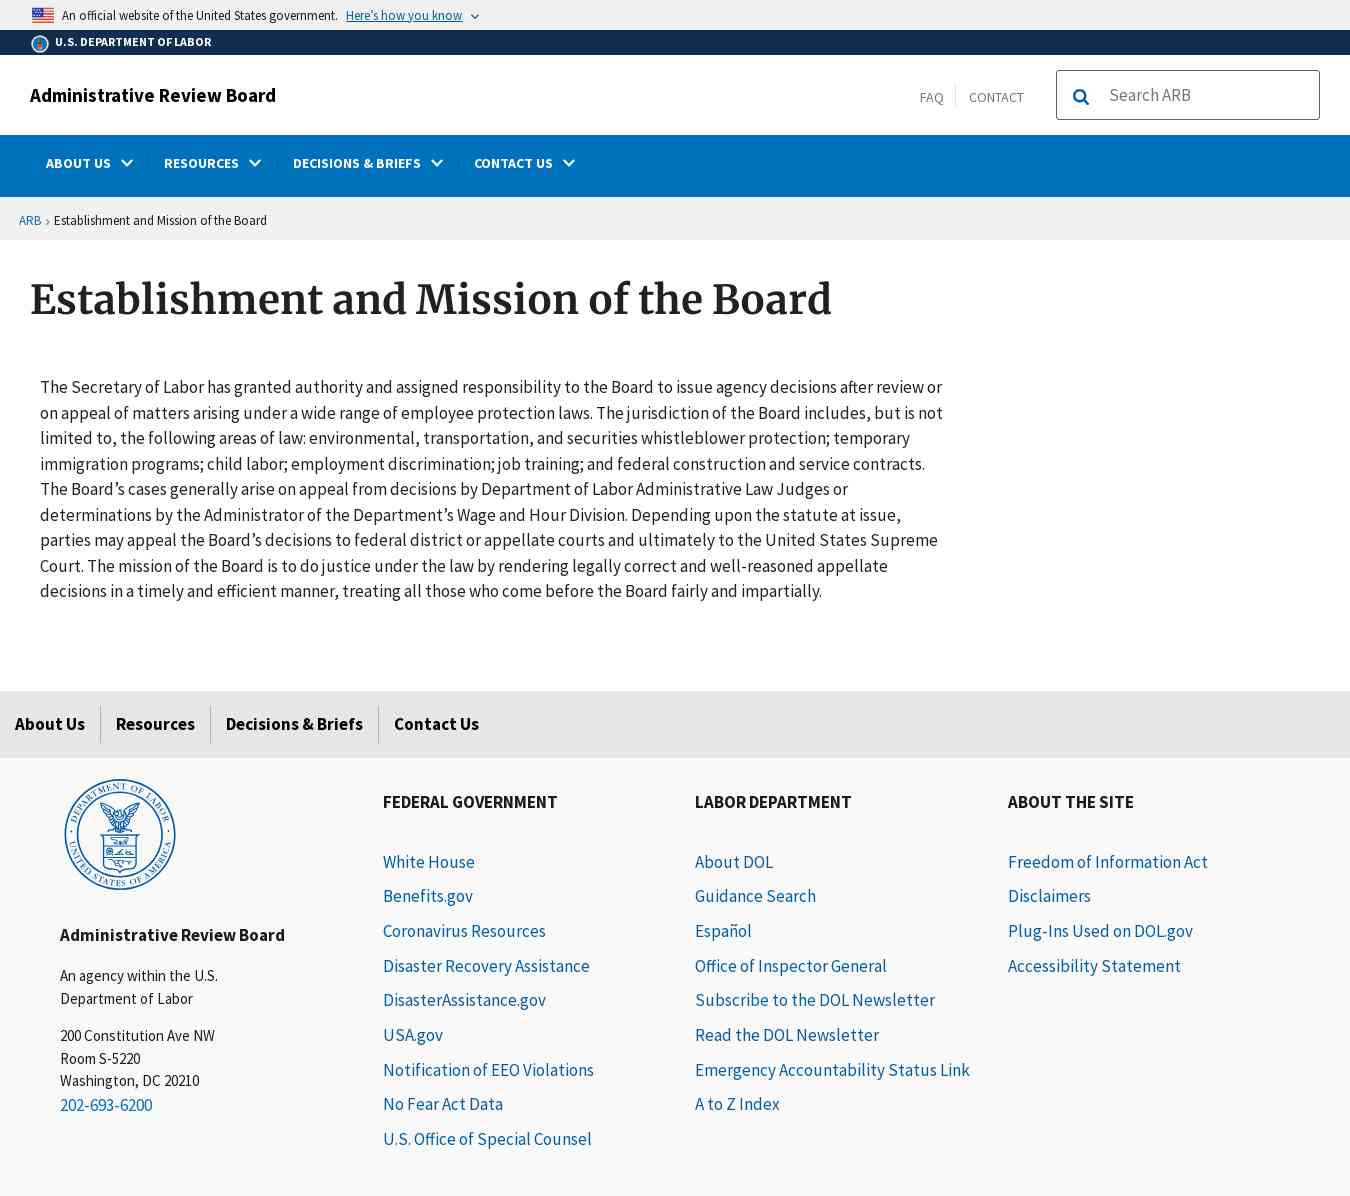 An official website of the United States government. Here's how you know
U.S. DEPARTMENT OF LABOR
Administrative Review Board
FAQ
CONTACT
Search ARB
ABOUT US
RESOURCES
DECISIONS & BRIEFS
CONTACT US
ARB › Establishment and Mission of the Board
Establishment and Mission of the Board
The Secretary of Labor has granted authority and assigned responsibility to the Board to issue agency decisions after review or
on appeal of matters arising under a wide range of employee protection laws. The jurisdiction of the Board includes, but is not
limited to, the following areas of law: environmental, transportation, and securities whistleblower protection; temporary
immigration programs; child labor; employment discrimination; job training; and federal construction and service contracts.
The Board's cases generally arise on appeal from decisions by Department of Labor Administrative Law Judges or
determinations by the Administrator of the Department's Wage and Hour Division. Depending upon the statute at issue,
parties may appeal the Board's decisions to federal district or appellate courts and ultimately to the United States Supreme
Court. The mission of the Board is to do justice under the law by rendering legally correct and well-reasoned appellate
decisions in a timely and efficient manner, treating all those who come before the Board fairly and impartially.
About Us
Resources
Decisions & Briefs
Contact Us
DEPARTMENT OF LABOR
UNITED STATES OF AMERICA
Administrative Review Board
An agency within the U.S.
Department of Labor
200 Constitution Ave NW
Room S-5220
Washington, DC 20210
202-693-6200
FEDERAL GOVERNMENT
White House
Benefits.gov
Coronavirus Resources
Disaster Recovery Assistance
DisasterAssistance.gov
USA.gov
Notification of EEO Violations
No Fear Act Data
U.S. Office of Special Counsel
LABOR DEPARTMENT
About DOL
Guidance Search
Español
Office of Inspector General
Subscribe to the DOL Newsletter
Read the DOL Newsletter
Emergency Accountability Status Link
A to Z Index
ABOUT THE SITE
Freedom of Information Act
Disclaimers
Plug-Ins Used on DOL.gov
Accessibility Statement